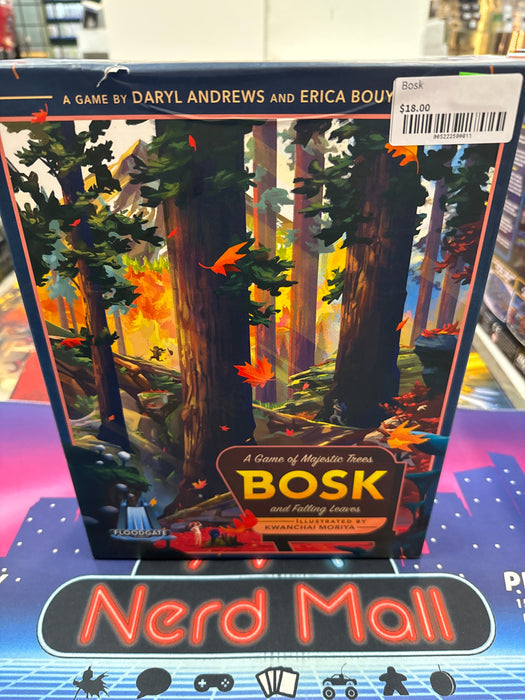 A GAME BY DARYL ANDREWS AND ERICA BOUY
Bosk
$18.00
005222500011
A Game of Majestic Trees
BOSK
and Falling Leaves
ILLUSTRATED BY
KWANCHAI MORIYA
FLOODGATE
Nerd Mall